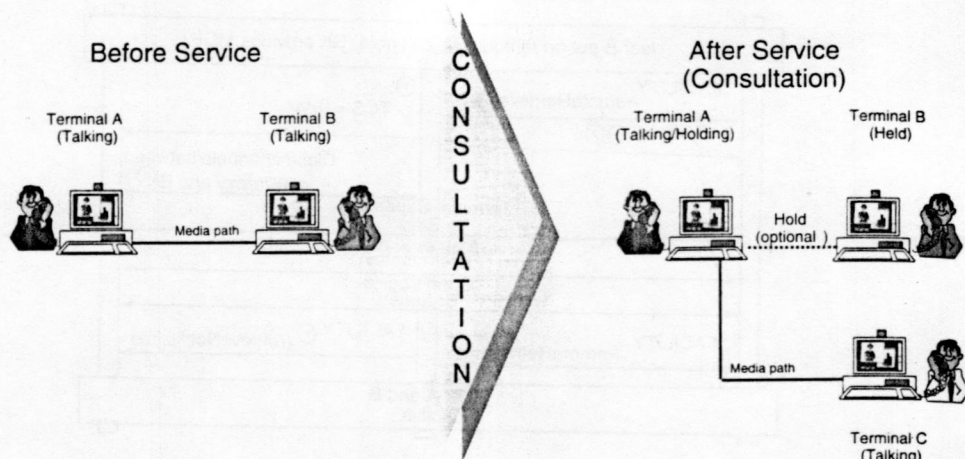 Before Service
Terminal A
(Talking)
Terminal B
(Talking)
Media path
CONSULTATION
After Service
(Consultation)
Terminal A
(Talking/Holding)
Terminal B
(Held)
Hold
(optional )
Media path
Terminal C
(Talking)